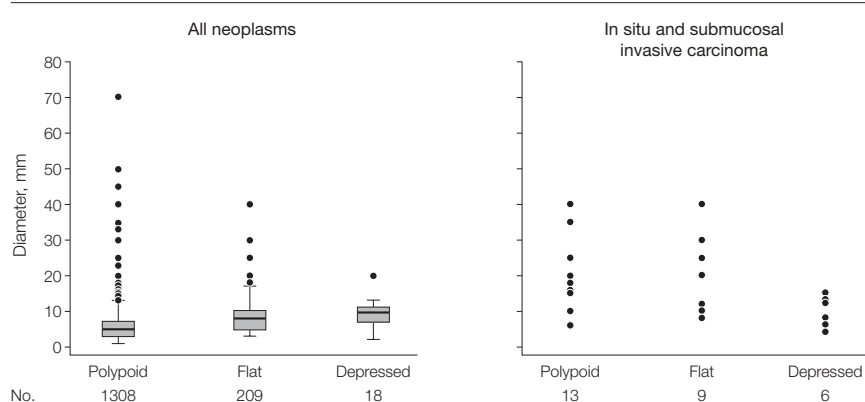 All neoplasms
In situ and submucosal
invasive carcinoma
Diameter, mm
80
70
60
50
40
30
20
10
0
Polypoid Flat Depressed Polypoid Flat Depressed
No. 1308 209 18 13 9 6